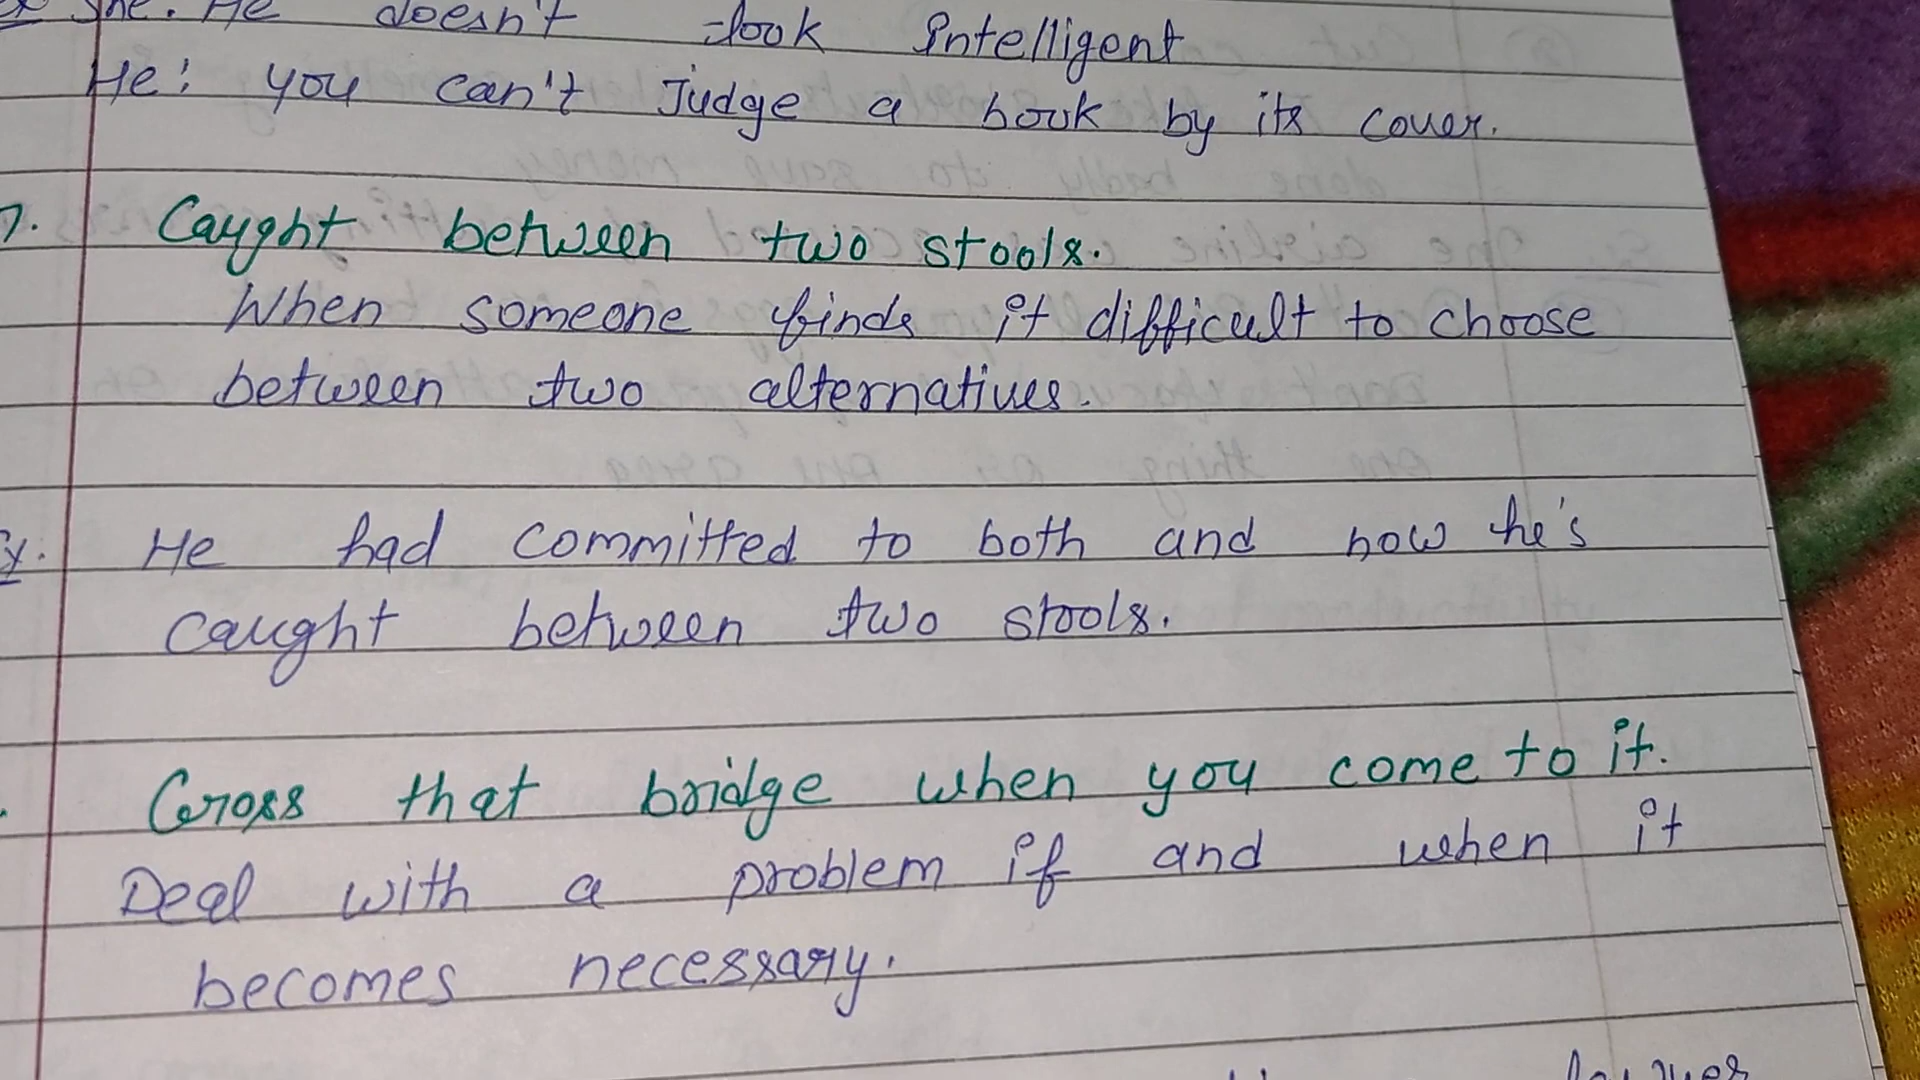 Ex She: He doesn't look Intelligent
He: you can't Judge a book by its cover.
7. Caught between two stools.
When someone finds it difficult to choose
between two alternatives.
Ex. He had committed to both and now he's
caught between two stools.
Cross that bridge when you come to it.
Deal with a problem if and when it
becomes necessary.